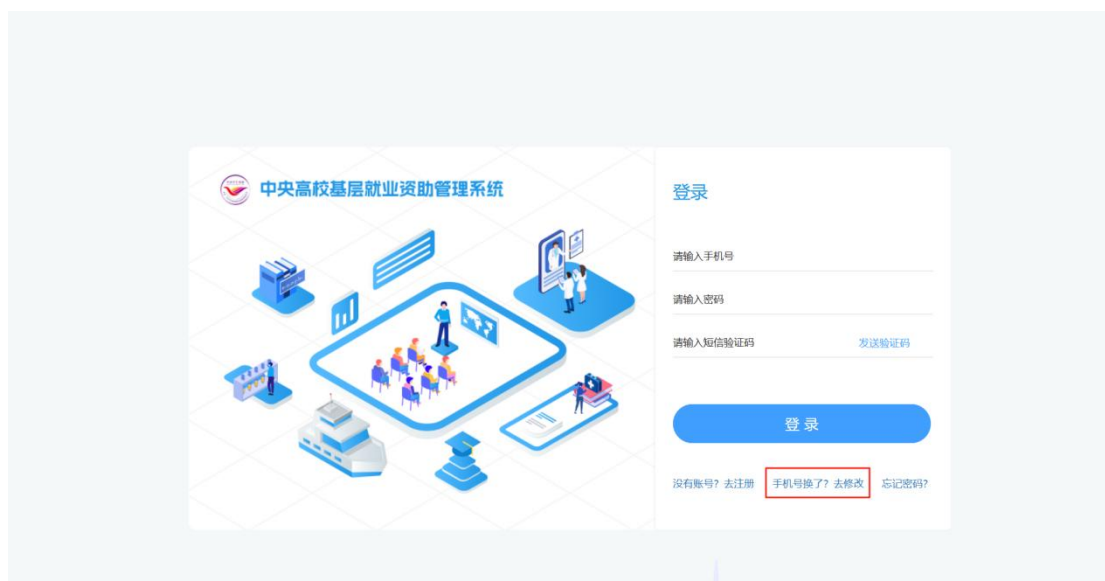 中央高校基层就业资助管理系统
登录
请输入手机号
请输入密码
请输入短信验证码 发送验证码
登 录
没有账号? 去注册 手机号换了? 去修改 忘记密码?